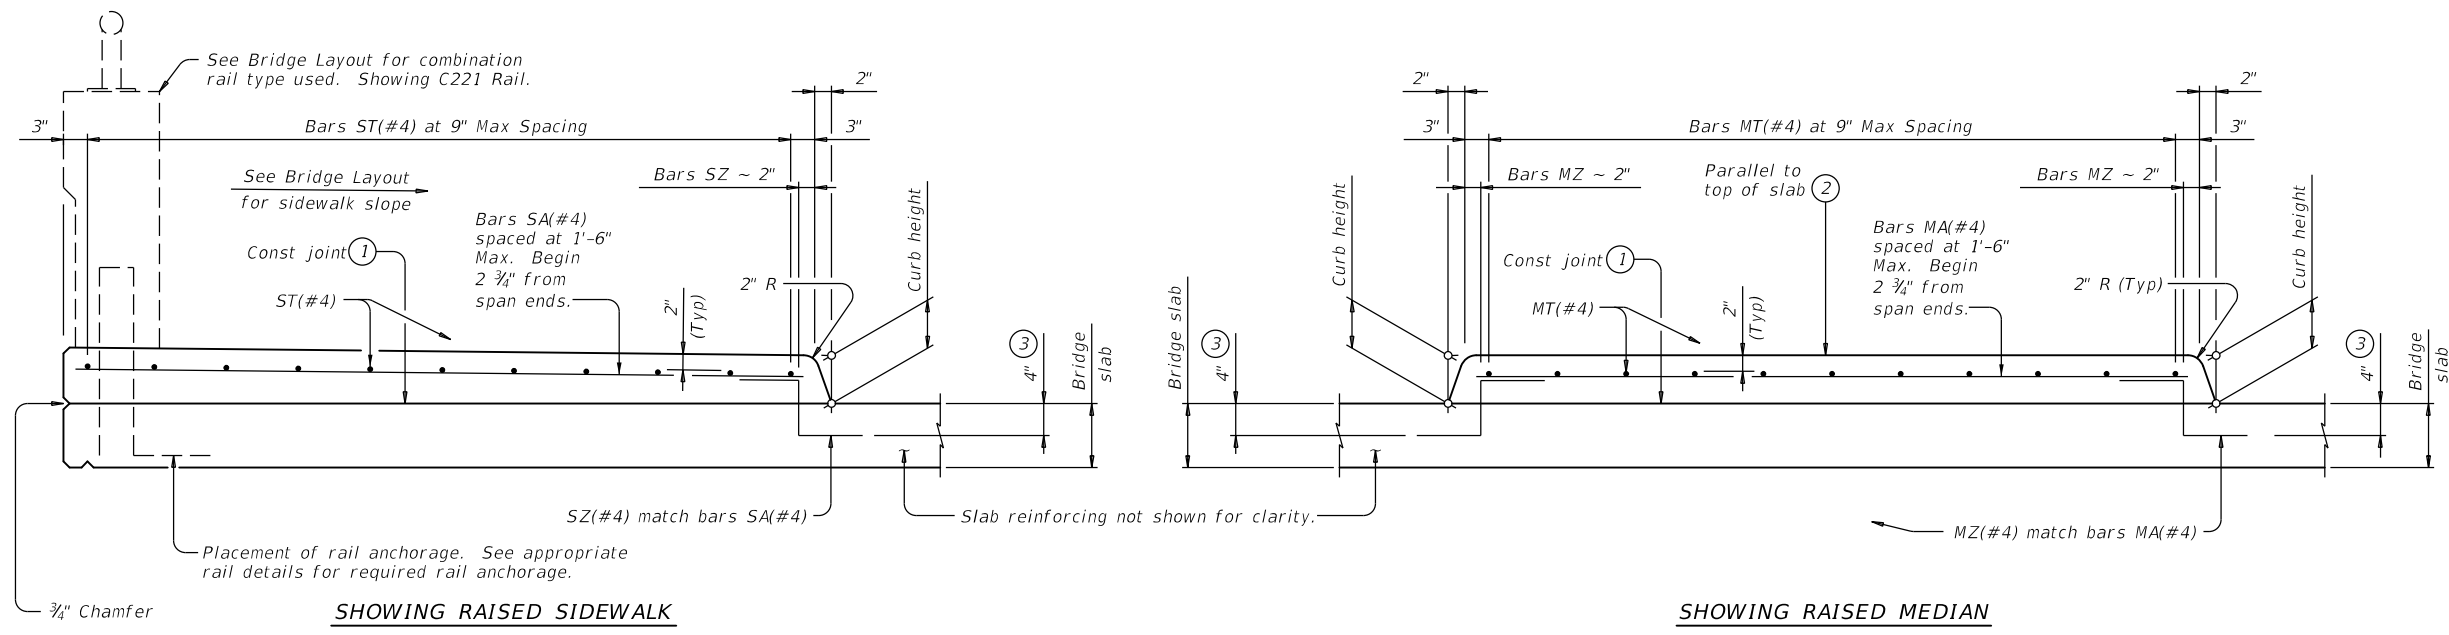 See Bridge Layout for combination
rail type used.  Showing C221 Rail.
2"
3"
Bars ST(#4) at 9" Max Spacing
3"
See Bridge Layout
for sidewalk slope
Bars SZ ~ 2"
Bars SA(#4)
spaced at 1'-6"
Max.  Begin
2 ¾" from
span ends.
Const joint 1
ST(#4)
2"
(Typ)
2" R
Curb height
3
4"
Bridge
slab
SZ(#4) match bars SA(#4)
Slab reinforcing not shown for clarity.
Placement of rail anchorage.  See appropriate
rail details for required rail anchorage.
¾" Chamfer
SHOWING RAISED SIDEWALK
2"
2"
3"
Bars MT(#4) at 9" Max Spacing
3"
Bars MZ ~ 2"
Parallel to
top of slab 2
Bars MZ ~ 2"
Curb height
Curb height
Bars MA(#4)
spaced at 1'-6"
Max.  Begin
2 ¾" from
span ends.
Const joint 1
MT(#4)
2"
(Typ)
2" R (Typ)
Bridge slab
3
4"
3
4"
Bridge
slab
MZ(#4) match bars MA(#4)
SHOWING RAISED MEDIAN